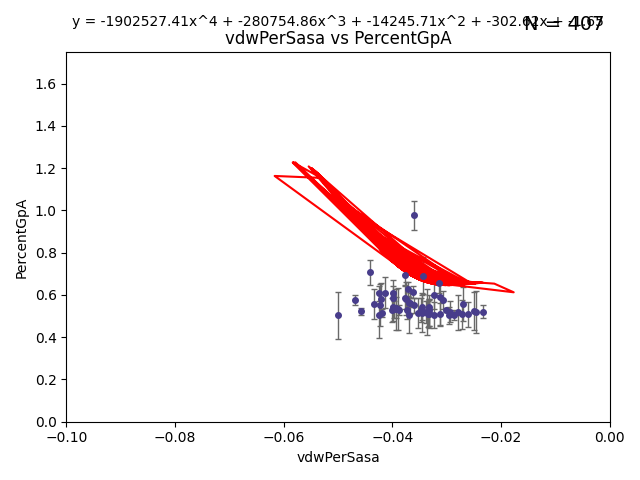 y = -1902527.41x^4 + -280754.86x^3 + -14245.71x^2 + -302.62x + -1.68
N = 407
vdwPerSasa vs PercentGpA
PercentGpA
1.6
1.4
1.2
1.0
0.8
0.6
0.4
0.2
0.0
−0.10 −0.08 −0.06 −0.04 −0.02 0.00
vdwPerSasa